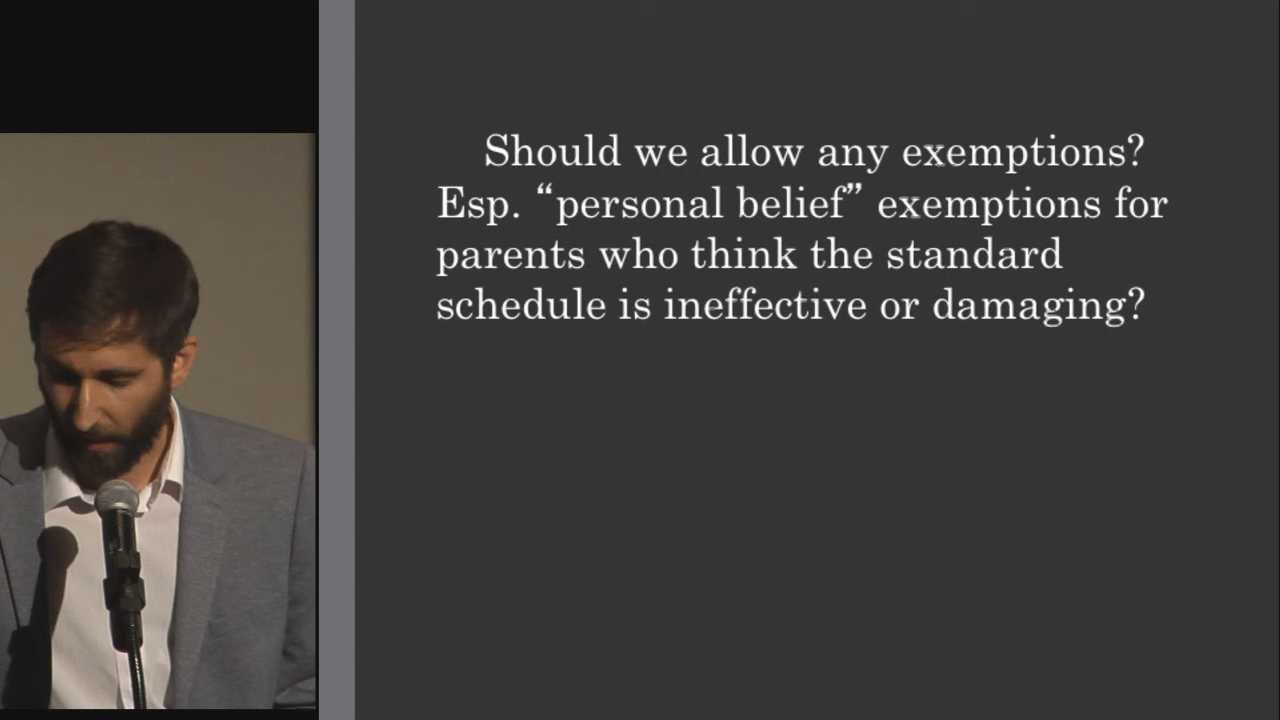 Should we allow any exemptions?
Esp. “personal belief” exemptions for
parents who think the standard
schedule is ineffective or damaging?